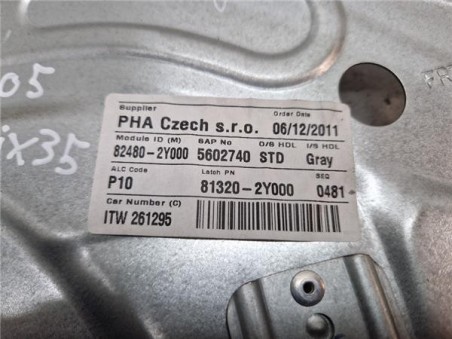 05
ix35
Supplier Order Date
PHA Czech s.r.o. 06/12/2011
Module ID (M) SAP No O/S HDL I/S HDL
82480-2Y000 5602740 STD Gray
ALC Code Latch PN SEQ
P10 81320-2Y000 0481
Car Number (C)
ITW 261295